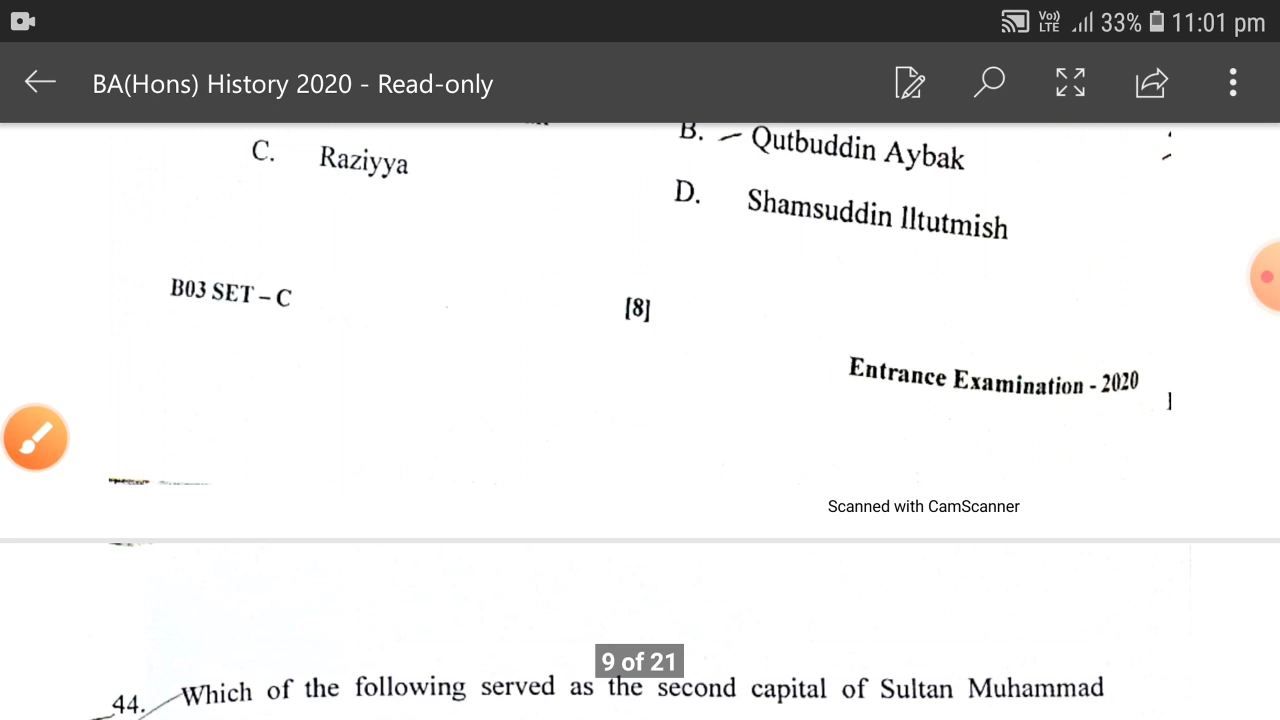 Vo)) LTE 33% 11:01 pm
BA(Hons) History 2020 - Read-only
B. Qutbuddin Aybak
C. Raziyya
D. Shamsuddin Iltutmish
B03 SET – C
[8]
Entrance Examination - 2020
Scanned with CamScanner
9 of 21
44. Which of the following served as the second capital of Sultan Muhammad